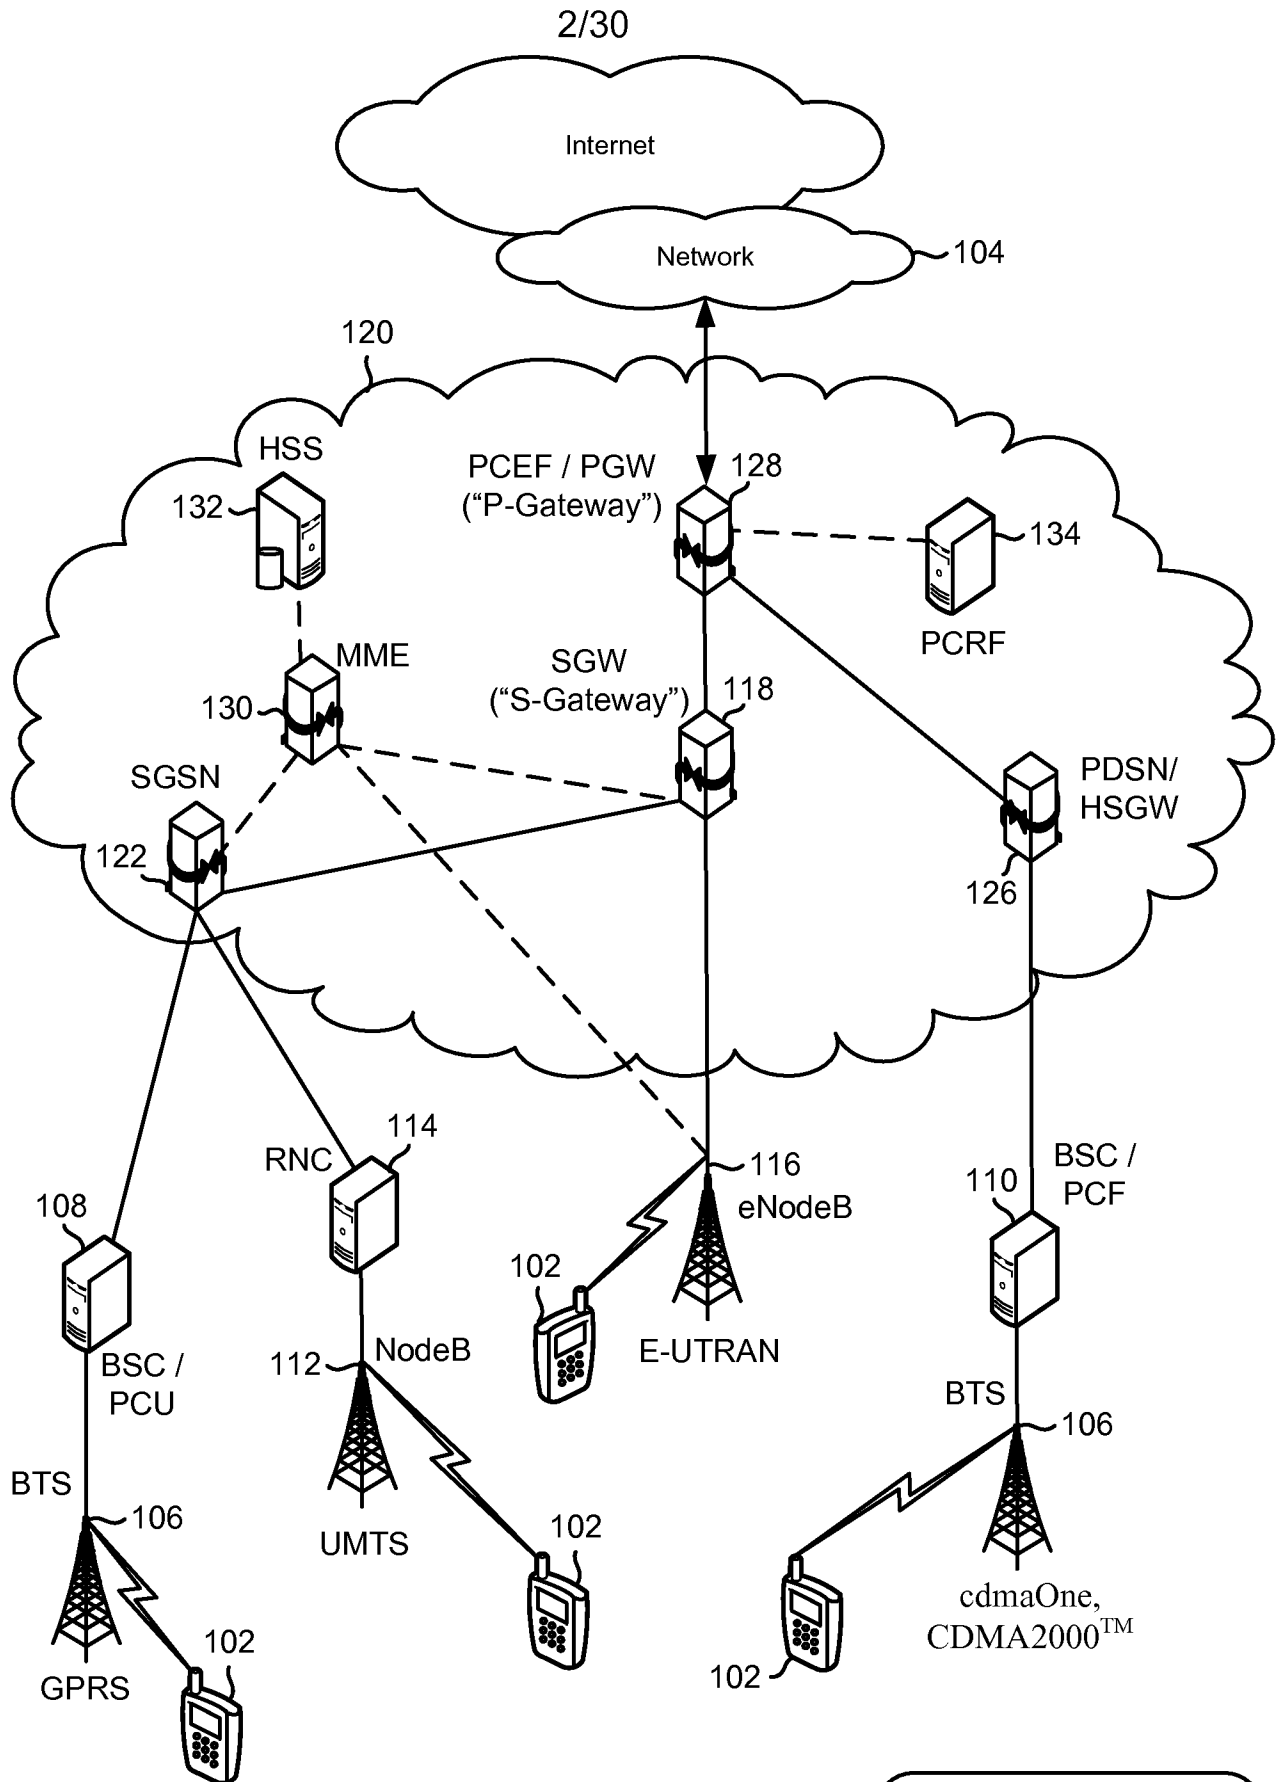 2/30
Internet
Network
104
120
HSS
132
PCEF / PGW
(“P-Gateway”)
128
134
PCRF
MME
130
SGW
(“S-Gateway”)
118
SGSN
122
PDSN/
HSGW
126
RNC
114
116
eNodeB
BSC /
PCF
110
108
102
E-UTRAN
BSC /
PCU
NodeB
112
BTS
106
BTS
106
UMTS
102
cdmaOne,
CDMA2000™
102
102
GPRS